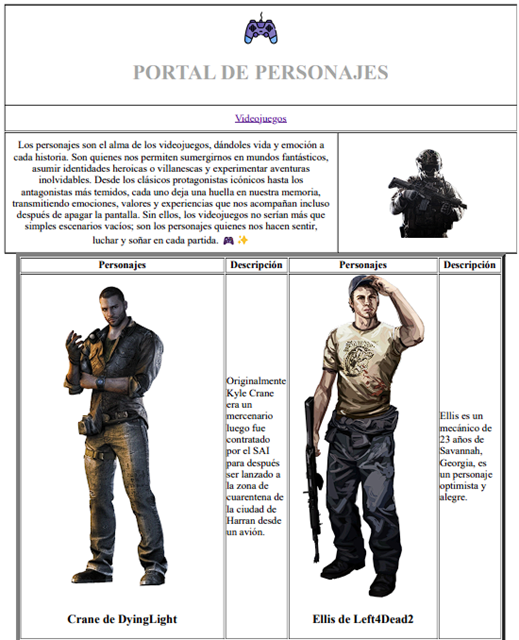 PORTAL DE PERSONAJES
Videojuegos
Los personajes son el alma de los videojuegos, dándoles vida y emoción a
cada historia. Son quienes nos permiten sumergirnos en mundos fantásticos,
asumir identidades heroicas o villanescas y experimentar aventuras
inolvidables. Desde los clásicos protagonistas icónicos hasta los
antagonistas más temidos, cada uno deja una huella en nuestra memoria,
transmitiendo emociones, valores y experiencias que nos acompañan incluso
después de apagar la pantalla. Sin ellos, los videojuegos no serían más que
simples escenarios vacíos; son los personajes quienes nos hacen sentir,
luchar y soñar en cada partida. 🎮 ✨
Personajes Descripción Personajes Descripción
Originalmente
Kyle Crane
era un
mercenario
luego fue
contratado
por el SAI
para después
ser lanzado a
la zona de
cuarentena de
la ciudad de
Harran desde
un avión.
Ellis es un
mecánico de
23 años de
Savannah,
Georgia, es
un personaje
optimista y
alegre.
Crane de DyingLight
Ellis de Left4Dead2